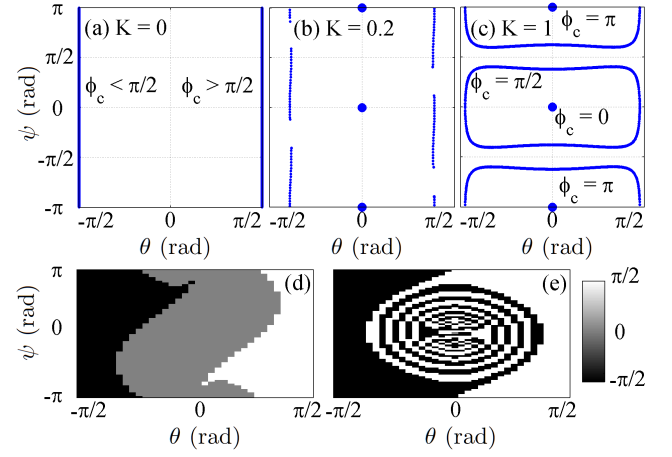 (a) K = 0
(b) K = 0.2
(c) K = 1
π
π/2
0
-π/2
-π
ψ (rad)
ϕc < π/2
ϕc > π/2
ϕc = π
ϕc = π/2
ϕc = 0
ϕc = π
-π/2 0 π/2
-π/2 0 π/2
-π/2 0 π/2
θ (rad)
θ (rad)
θ (rad)
(d)
(e)
π
0
-π
ψ (rad)
-π/2 0 π/2
-π/2 0 π/2
θ (rad)
θ (rad)
π/2
0
-π/2